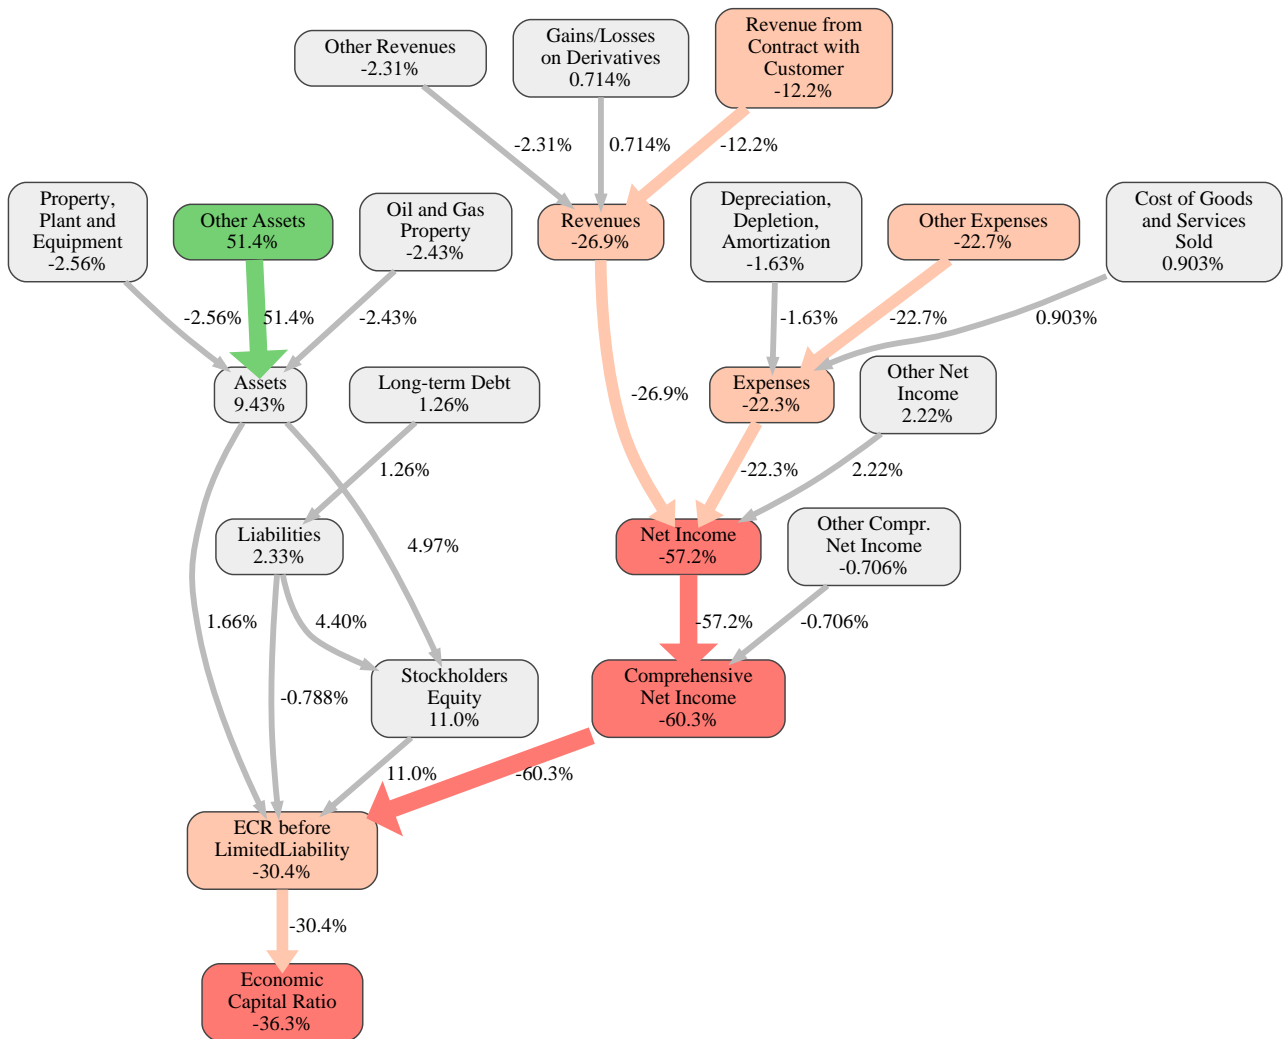 Other Revenues
-2.31%
Gains/Losses
on Derivatives
0.714%
Revenue from
Contract with
Customer
-12.2%
-2.31%
0.714%
-12.2%
Property,
Plant and
Equipment
-2.56%
Other Assets
51.4%
Oil and Gas
Property
-2.43%
Revenues
-26.9%
Depreciation,
Depletion,
Amortization
-1.63%
Other Expenses
-22.7%
Cost of Goods
and Services
Sold
0.903%
-2.56%
51.4%
-2.43%
-1.63%
-22.7%
0.903%
Assets
9.43%
Long-term Debt
1.26%
-26.9%
Expenses
-22.3%
Other Net
Income
2.22%
1.26%
-22.3%
2.22%
Liabilities
2.33%
4.97%
Net Income
-57.2%
Other Compr.
Net Income
-0.706%
1.66%
4.40%
-57.2%
-0.706%
-0.788%
Stockholders
Equity
11.0%
Comprehensive
Net Income
-60.3%
11.0%
-60.3%
ECR before
LimitedLiability
-30.4%
-30.4%
Economic
Capital Ratio
-36.3%